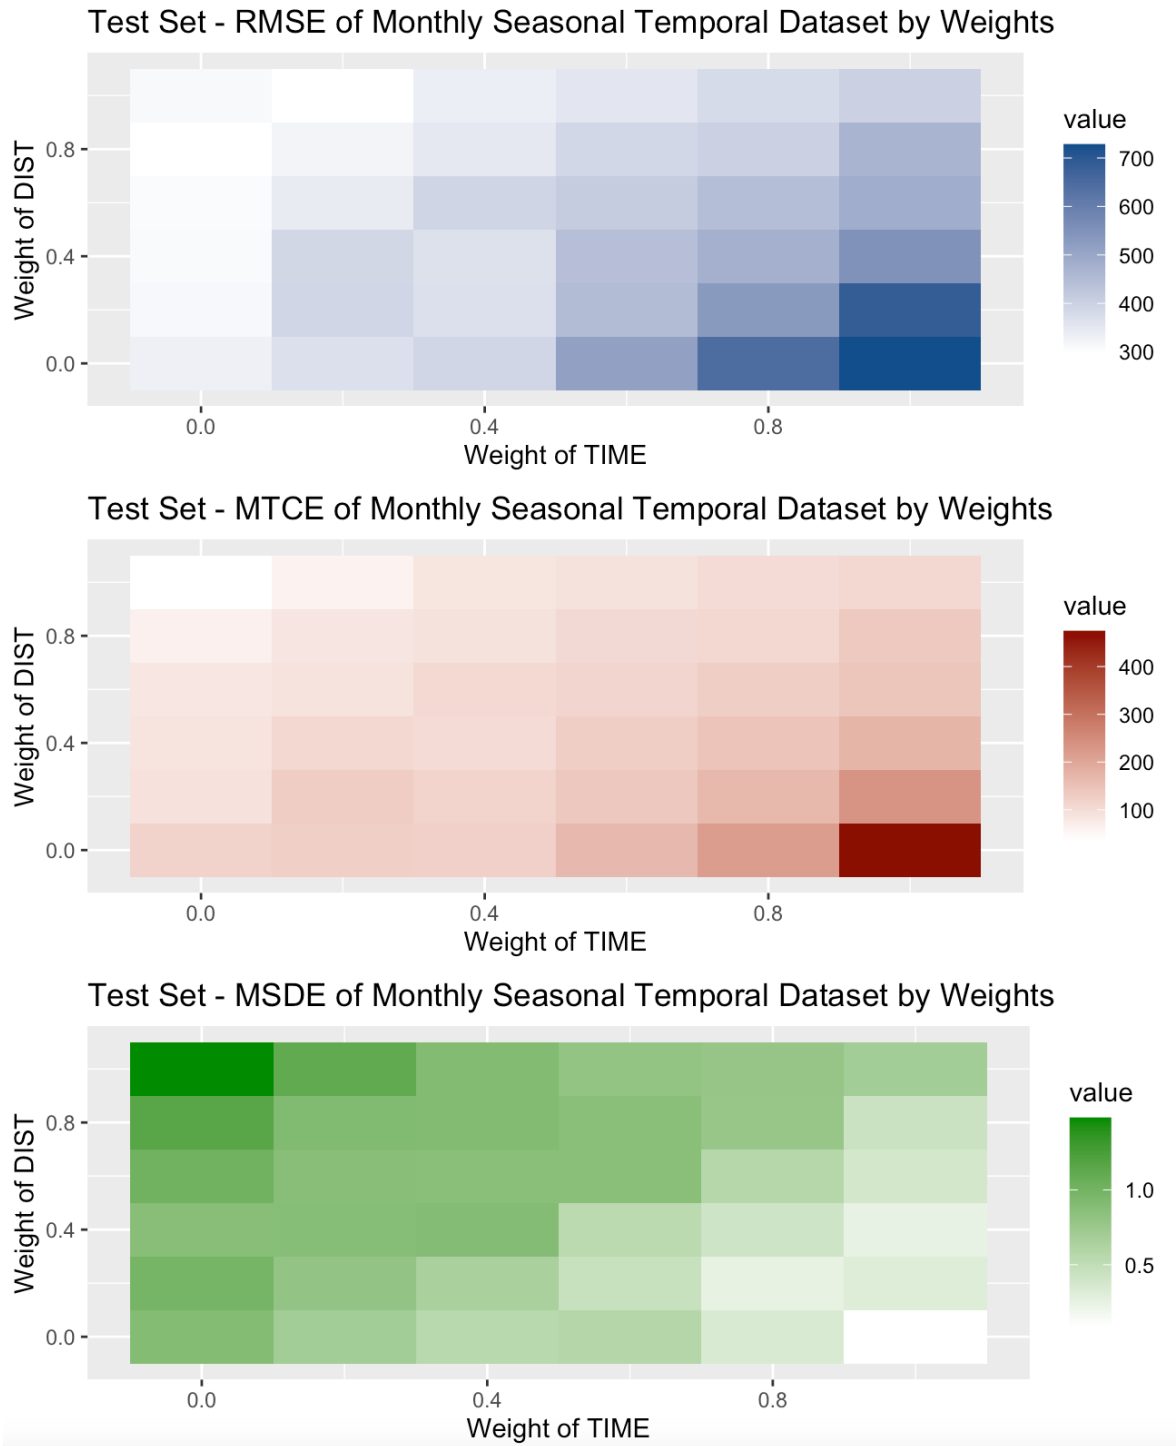 Test Set - RMSE of Monthly Seasonal Temporal Dataset by Weights
Weight of DIST
0.8
0.4
0.0
0.0 0.4 0.8
Weight of TIME
value
700
600
500
400
300
Test Set - MTCE of Monthly Seasonal Temporal Dataset by Weights
Weight of DIST
0.8
0.4
0.0
0.0 0.4 0.8
Weight of TIME
value
400
300
200
100
Test Set - MSDE of Monthly Seasonal Temporal Dataset by Weights
Weight of DIST
0.8
0.4
0.0
0.0 0.4 0.8
Weight of TIME
value
1.0
0.5